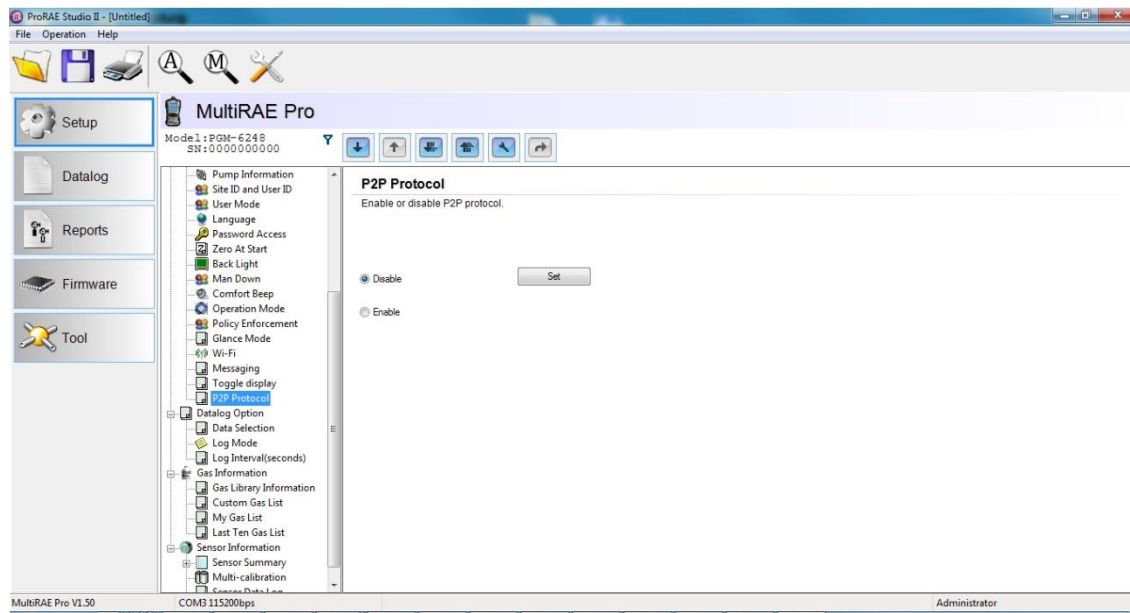 ProRAE Studio II - [Untitled]
File Operation Help
A M
MultiRAE Pro
Model:PGM-6248
SN:0000000000
Setup
Datalog
Reports
Firmware
Tool
Pump Information
Site ID and User ID
User Mode
Language
Password Access
Zero At Start
Back Light
Man Down
Comfort Beep
Operation Mode
Policy Enforcement
Glance Mode
Wi-Fi
Messaging
Toggle display
P2P Protocol
Datalog Option
Data Selection
Log Mode
Log Interval(seconds)
Gas Information
Gas Library Information
Custom Gas List
My Gas List
Last Ten Gas List
Sensor Information
Sensor Summary
Multi-calibration
Sensor Data Log
P2P Protocol
Enable or disable P2P protocol.
Disable Set
Enable
MultiRAE Pro V1.50 COM3 115200bps Administrator